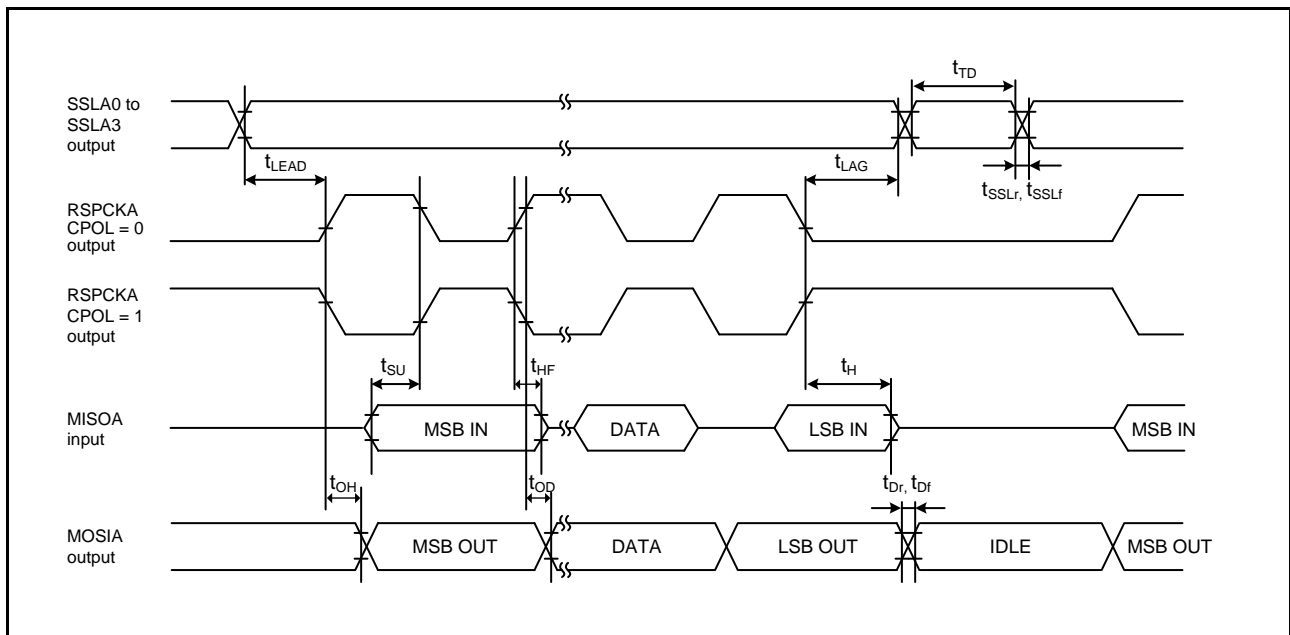 tTD
SSLA0 to
SSLA3
output
tLEAD
tLAG
tSSLr, tSSLf
RSPCKA
CPOL = 0
output
RSPCKA
CPOL = 1
output
tSU
tHF
tH
MISOA
input
MSB IN
DATA
LSB IN
MSB IN
tOH
tOD
tDr, tDf
MOSIA
output
MSB OUT
DATA
LSB OUT
IDLE
MSB OUT